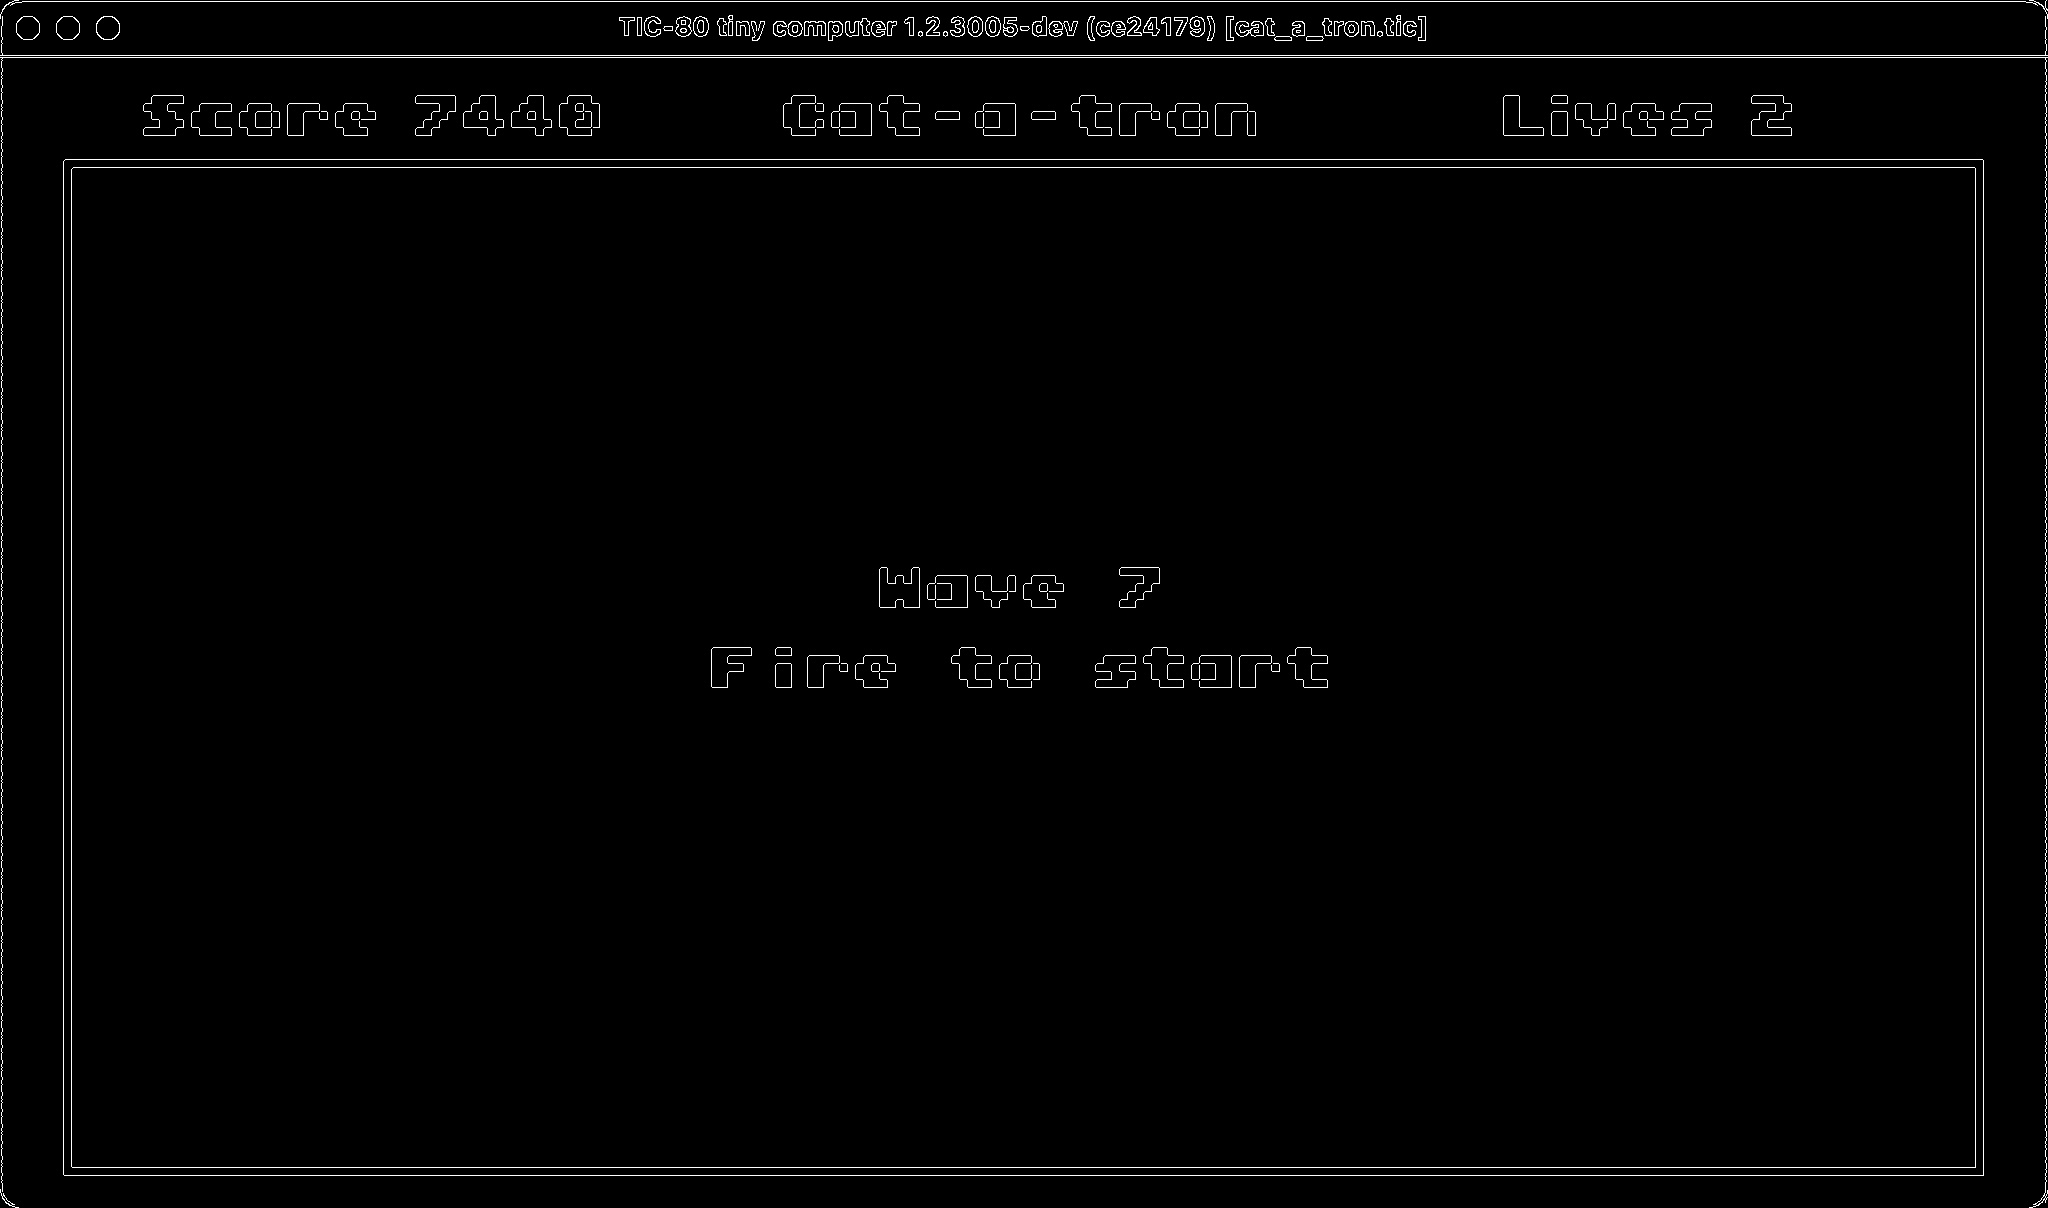 TIC-80 tiny computer 1.2.3005-dev (ce24179) [cat_a_tron.tic]
Score 7440 Cat-a-tron Lives 2
Wave 7
Fire to start